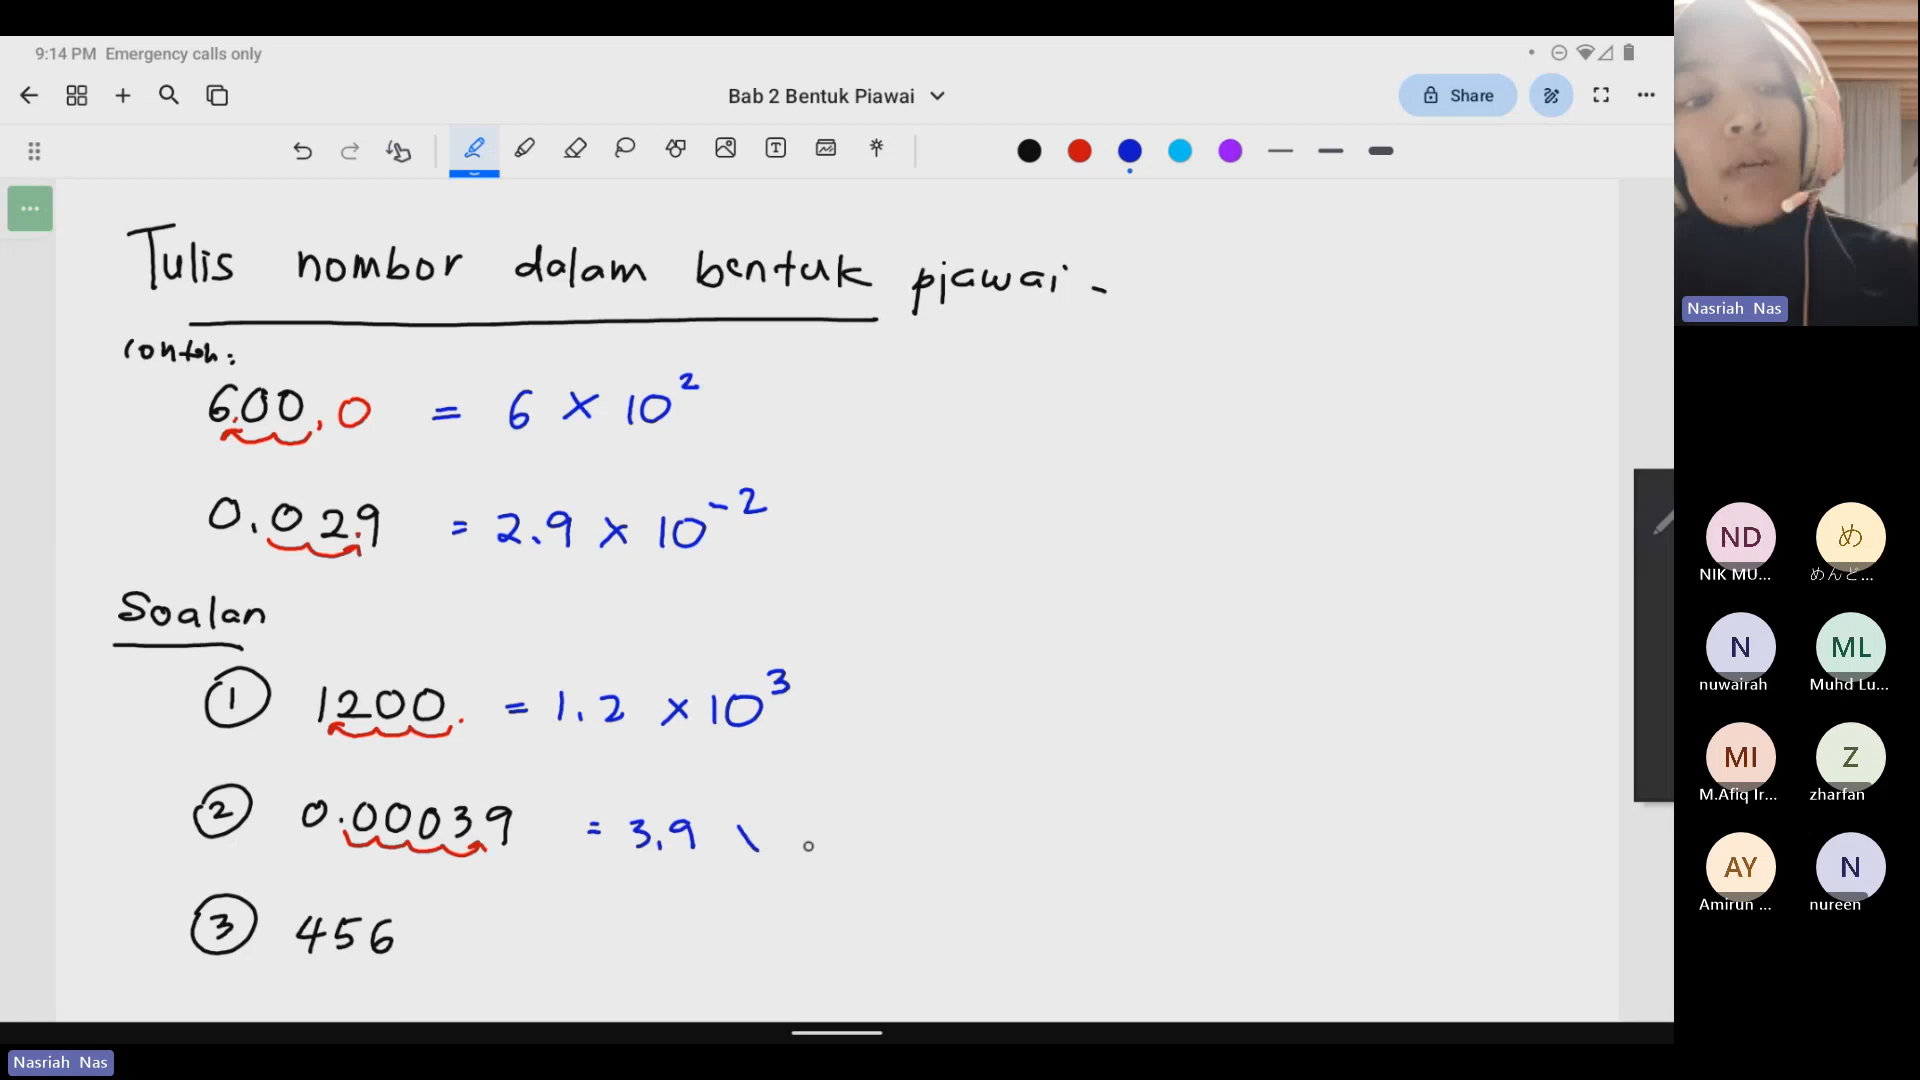 9:14 PM Emergency calls only
Bab 2 Bentuk Piawai
Share
Tulis nombor dalam bentuk piawai -
Contoh:
600.0 = 6 × 10²
0.029 = 2.9 × 10⁻²
Soalan
① 1200. = 1.2 × 10³
② 0.00039 = 3.9 \
③ 456
Nasriah Nas
ND
NIK MU...
め
めんど...
N
nuwairah
ML
Muhd Lu...
MI
M.Afiq Ir...
Z
zharfan
AY
Amirun ...
N
nureen
Nasriah Nas